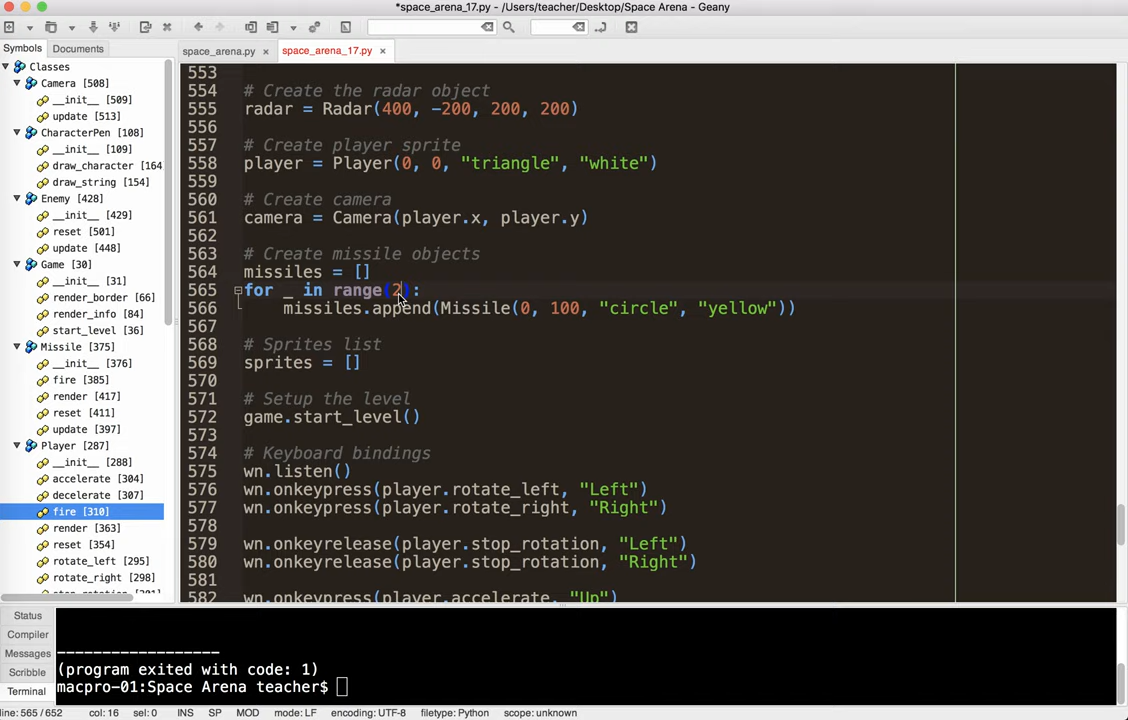 *space_arena_17.py - /Users/teacher/Desktop/Space Arena - Geany
Symbols Documents
space_arena.py × space_arena_17.py ×
Classes
Camera [508]
__init__ [509]
update [513]
CharacterPen [108]
__init__ [109]
draw_character [164
draw_string [154]
Enemy [428]
__init__ [429]
reset [501]
update [448]
Game [30]
__init__ [31]
render_border [66]
render_info [84]
start_level [36]
Missile [375]
__init__ [376]
fire [385]
render [417]
reset [411]
update [397]
Player [287]
__init__ [288]
accelerate [304]
decelerate [307]
fire [310]
render [363]
reset [354]
rotate_left [295]
rotate_right [298]
stop_rotation [301]
553
554 # Create the radar object
555 radar = Radar(400, -200, 200, 200)
556
557 # Create player sprite
558 player = Player(0, 0, "triangle", "white")
559
560 # Create camera
561 camera = Camera(player.x, player.y)
562
563 # Create missile objects
564 missiles = []
565 for _ in range(2):
566 missiles.append(Missile(0, 100, "circle", "yellow"))
567
568 # Sprites list
569 sprites = []
570
571 # Setup the level
572 game.start_level()
573
574 # Keyboard bindings
575 wn.listen()
576 wn.onkeypress(player.rotate_left, "Left")
577 wn.onkeypress(player.rotate_right, "Right")
578
579 wn.onkeyrelease(player.stop_rotation, "Left")
580 wn.onkeyrelease(player.stop_rotation, "Right")
581
582 wn.onkeypress(player.accelerate, "Up")
Status
Compiler
Messages
Scribble
Terminal
------------------
(program exited with code: 1)
macpro-01:Space Arena teacher$
line: 565 / 652 col: 16 sel: 0 INS SP MOD mode: LF encoding: UTF-8 filetype: Python scope: unknown